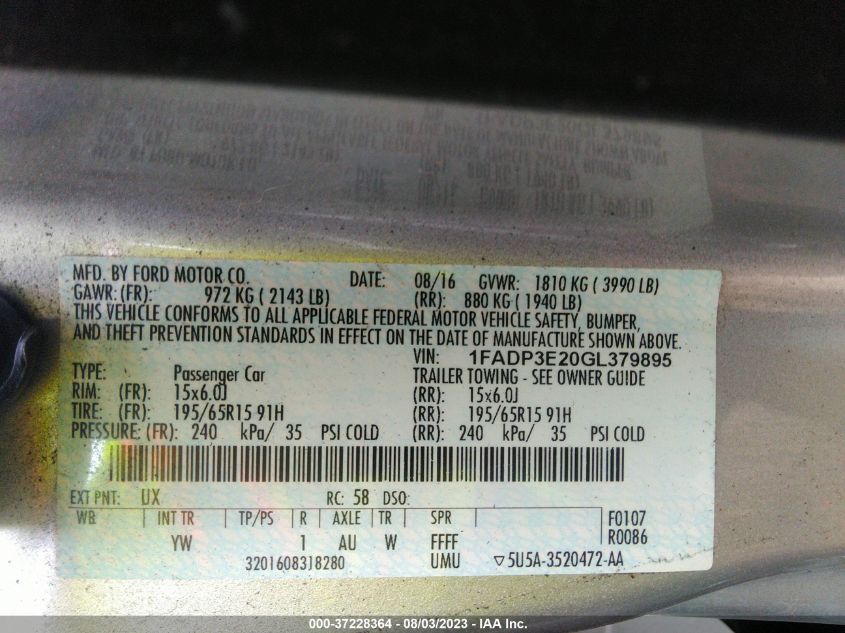 MFD. BY FORD MOTOR CO. DATE: 08/16 GVWR: 1810 KG ( 3990 LB)
GAWR: (FR): 972 KG ( 2143 LB) (RR): 880 KG ( 1940 LB)
THIS VEHICLE CONFORMS TO ALL APPLICABLE FEDERAL MOTOR VEHICLE SAFETY, BUMPER,
AND THEFT PREVENTION STANDARDS IN EFFECT ON THE DATE OF MANUFACTURE SHOWN ABOVE.
VIN: 1FADP3E20GL379895
TYPE: Passenger Car TRAILER TOWING - SEE OWNER GUIDE
RIM: (FR): 15x6.0J (RR): 15x6.0J
TIRE: (FR): 195/65R15 91H (RR): 195/65R15 91H
PRESSURE: (FR): 240 kPa/ 35 PSI COLD (RR): 240 kPa/ 35 PSI COLD
EXT PNT: UX RC: 58 DSO:
WB INT TR TP/PS R AXLE TR SPR F0107
YW 1 AU W FFFF R0086
3201608318280 UMU ▽5U5A-3520472-AA
000-37228364 - 08/03/2023 - IAA Inc.